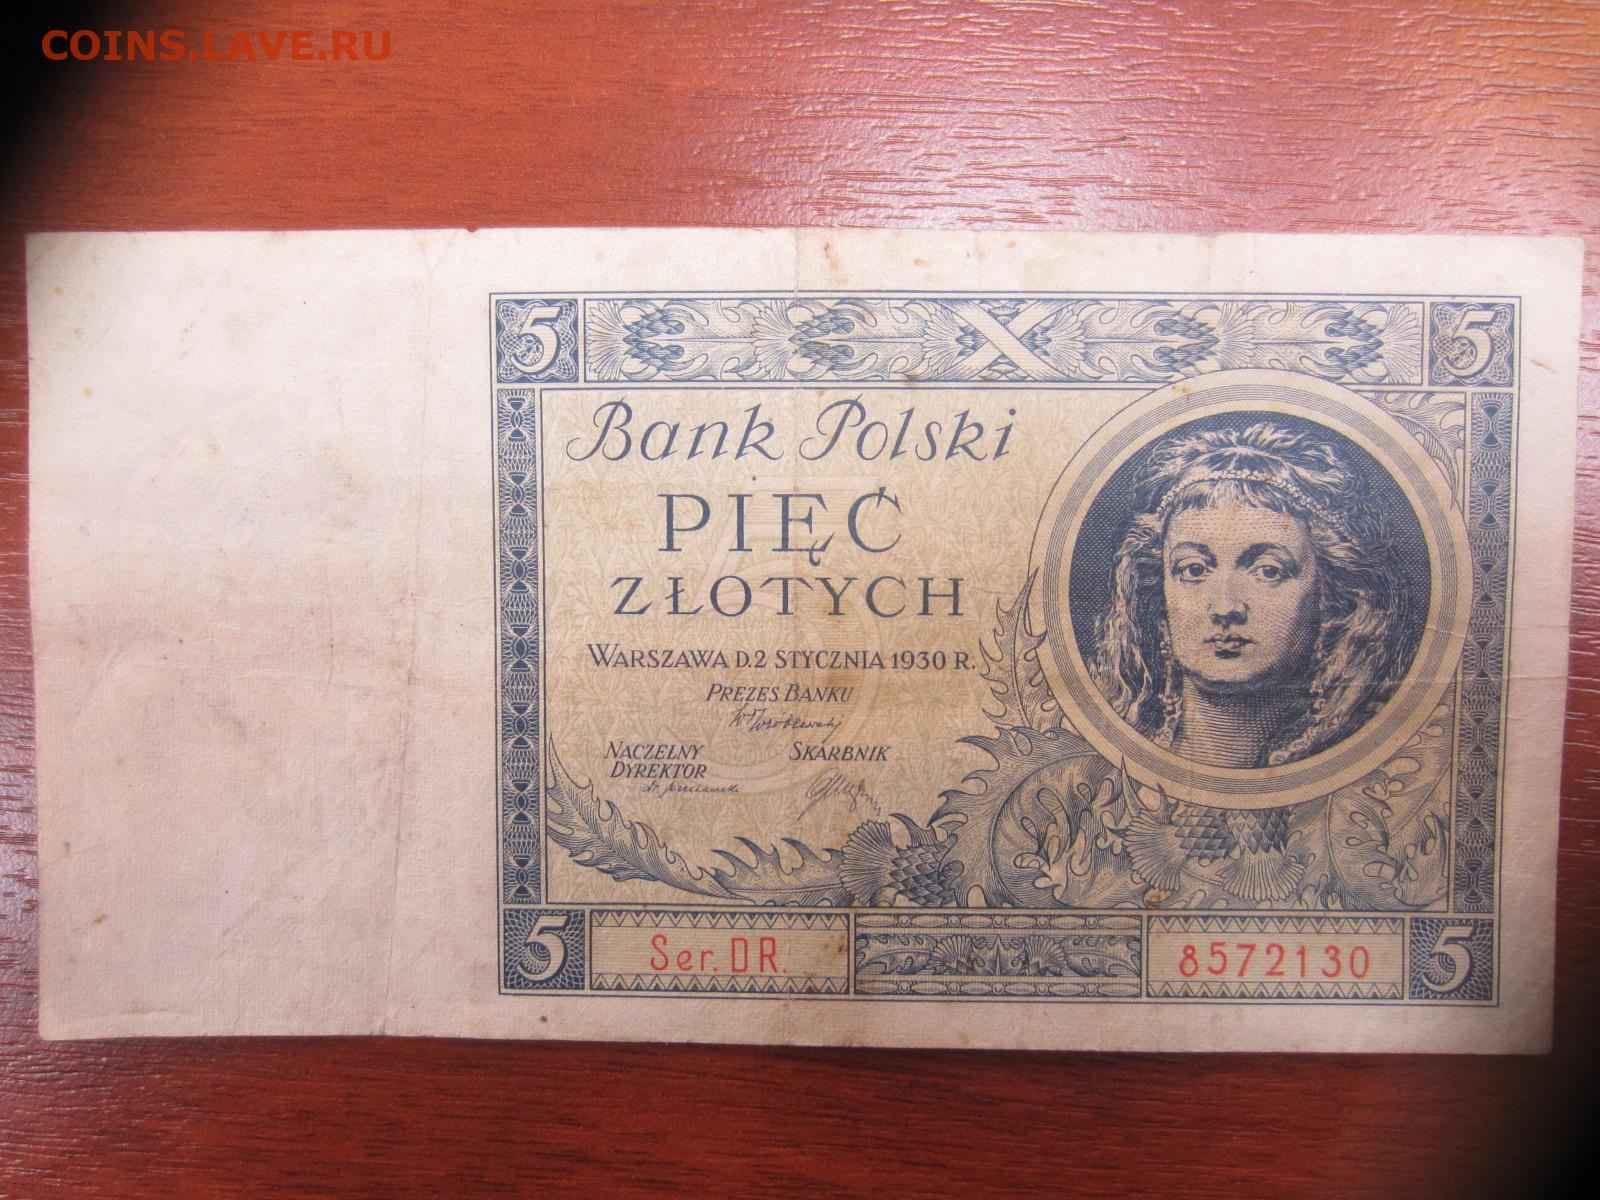 COINS.LAVE.RU
5 5
Bank Polski
PIĘĆ
ZŁOTYCH
WARSZAWA D.2 STYCZNIA 1930 R.
PREZES BANKU
NACZELNY SKARBNIK
DYREKTOR
5 Ser. DR. 8572130 5